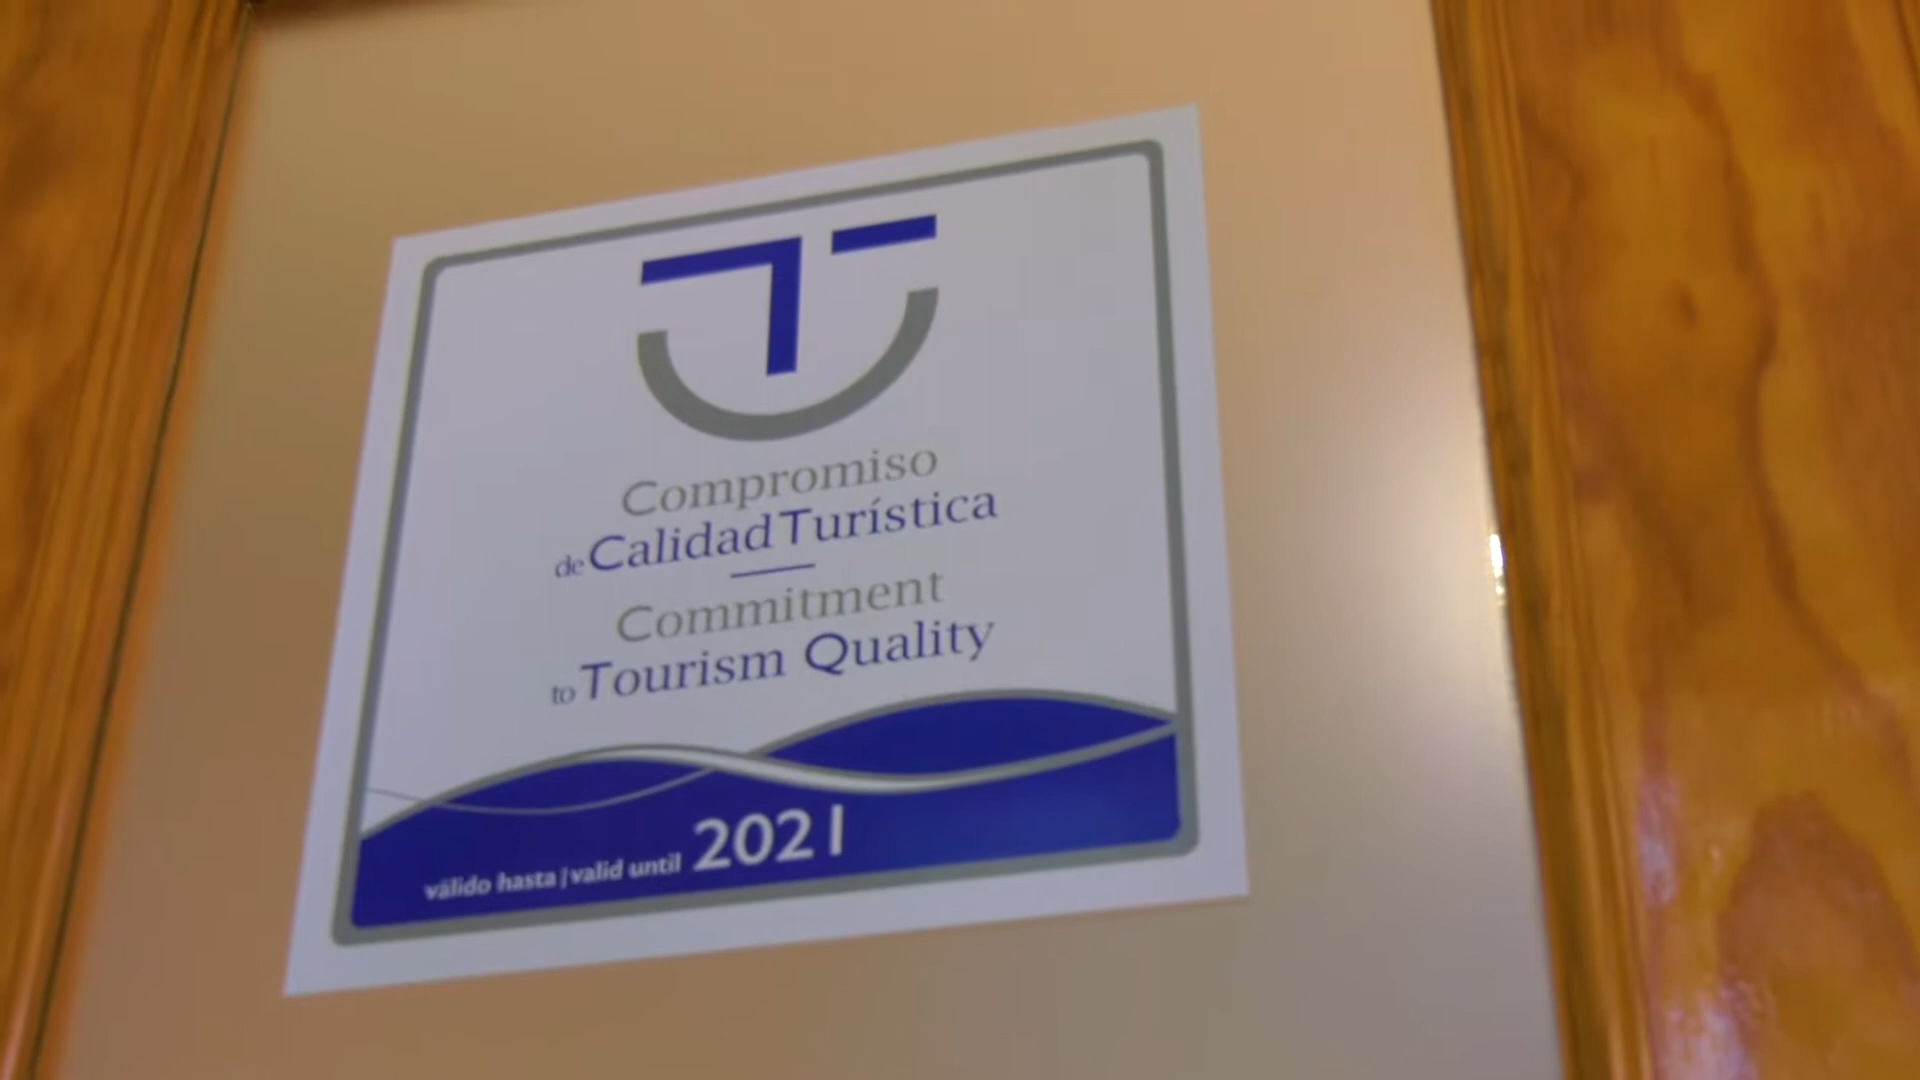 Compromiso
de Calidad Turística
Commitment
to Tourism Quality
válido hasta / valid until 2021